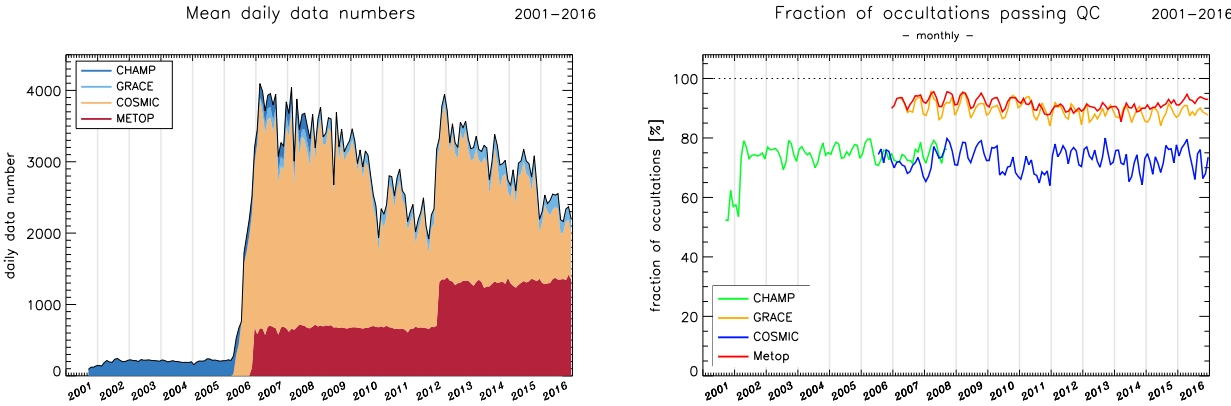 Mean daily data numbers
2001-2016
daily data number
4000
3000
2000
1000
0
CHAMP
GRACE
COSMIC
METOP
2001 2002 2003 2004 2005 2006 2007 2008 2009 2010 2011 2012 2013 2014 2015 2016
Fraction of occultations passing QC
2001-2016
- monthly -
fraction of occultations [%]
100
80
60
40
20
0
CHAMP
GRACE
COSMIC
Metop
2001 2002 2003 2004 2005 2006 2007 2008 2009 2010 2011 2012 2013 2014 2015 2016